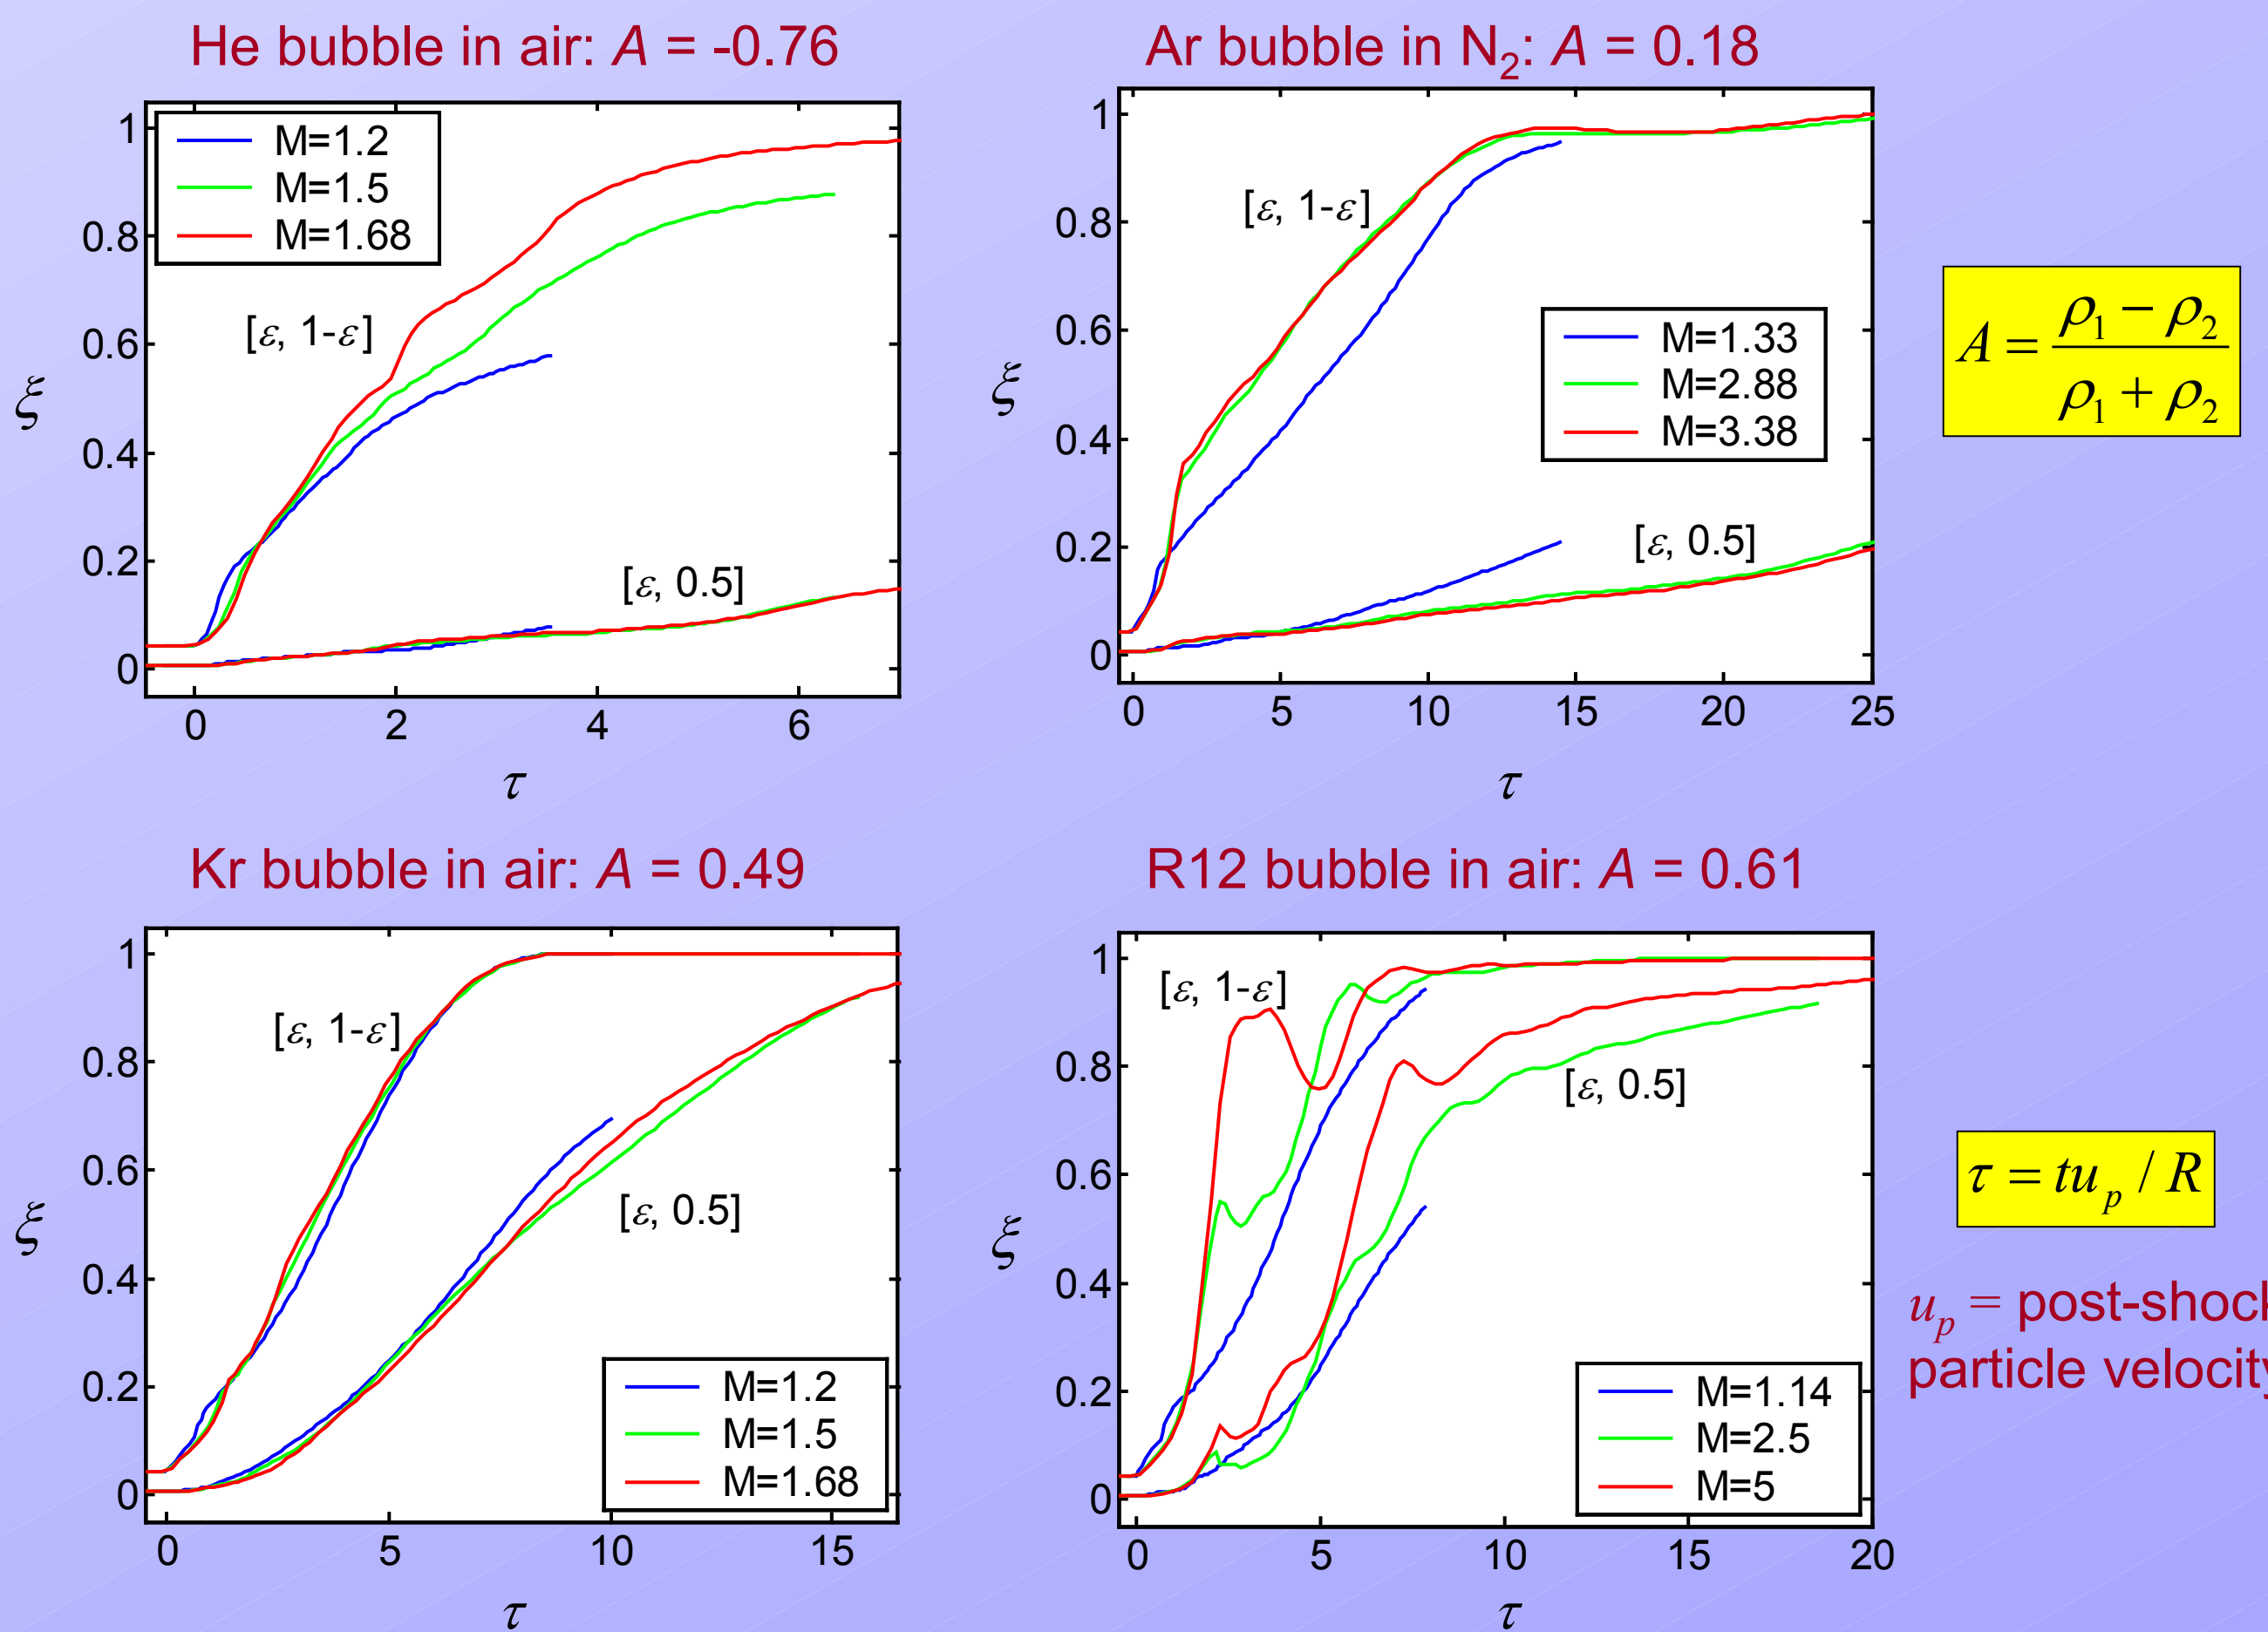 He bubble in air: A = -0.76
M=1.2
M=1.5
M=1.68
[ε, 1-ε]
[ε, 0.5]
1
0.8
0.6
0.4
0.2
0
ξ
0 2 4 6
τ
Ar bubble in N₂: A = 0.18
[ε, 1-ε]
M=1.33
M=2.88
M=3.38
[ε, 0.5]
1
0.8
0.6
0.4
0.2
0
ξ
0 5 10 15 20 25
τ
A = (ρ₁ − ρ₂) / (ρ₁ + ρ₂)
Kr bubble in air: A = 0.49
[ε, 1-ε]
[ε, 0.5]
M=1.2
M=1.5
M=1.68
1
0.8
0.6
0.4
0.2
0
ξ
0 5 10 15
τ
R12 bubble in air: A = 0.61
[ε, 1-ε]
[ε, 0.5]
M=1.14
M=2.5
M=5
1
0.8
0.6
0.4
0.2
0
ξ
0 5 10 15 20
τ
τ = tuₚ / R
uₚ = post-shock
particle velocity